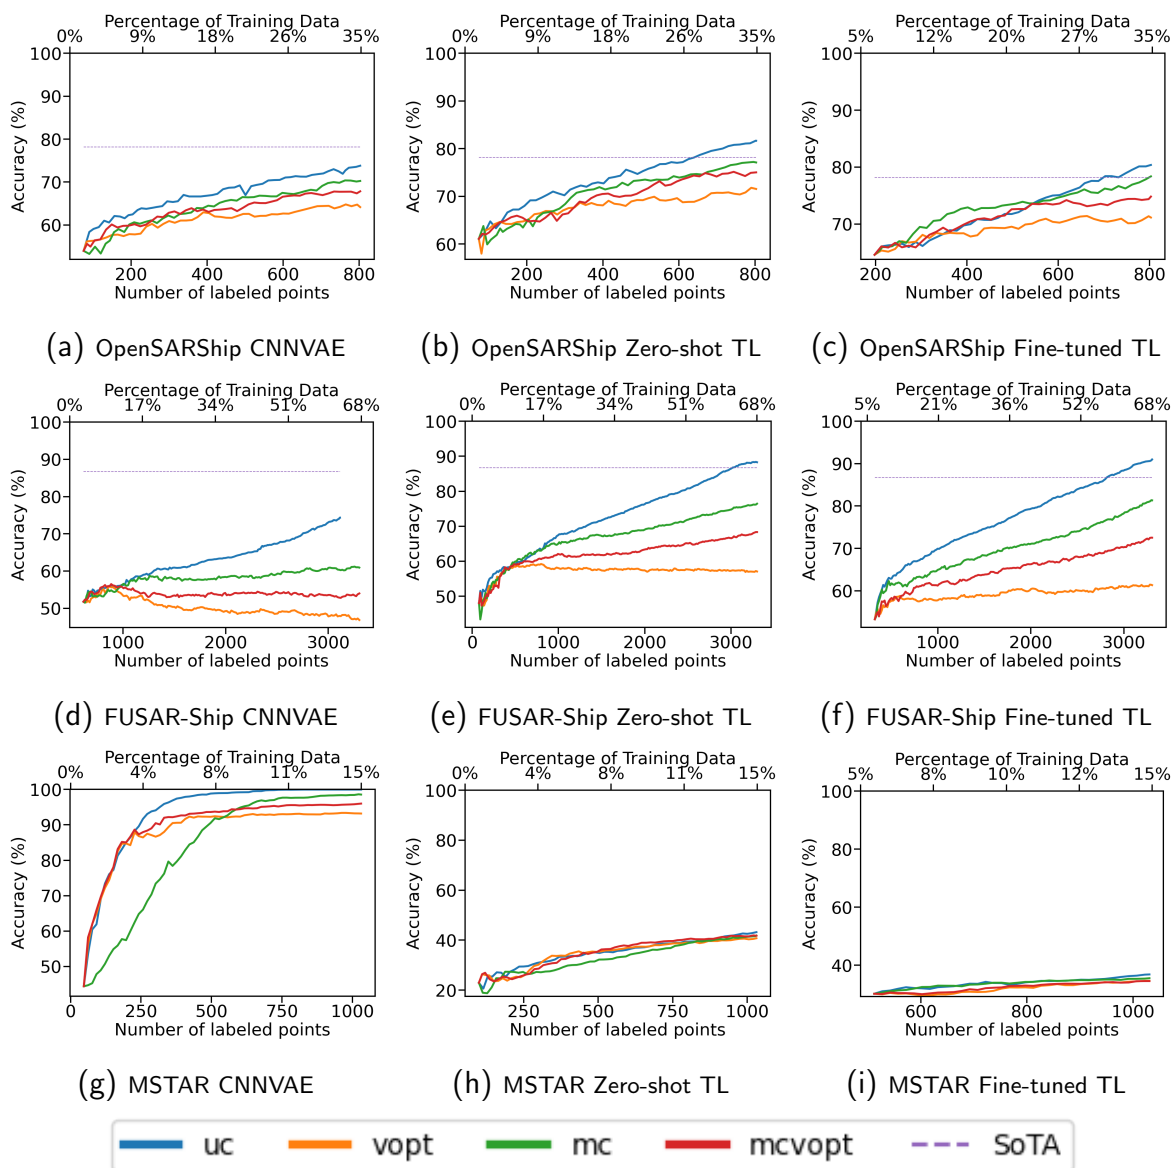 Percentage of Training Data Percentage of Training Data Percentage of Training Data
0% 9% 18% 26% 35% 0% 9% 18% 26% 35% 5% 12% 20% 27% 35%
Accuracy (%) 100 90 80 70 60 Accuracy (%) 100 90 80 70 60 Accuracy (%) 100 90 80 70
200 400 600 800 200 400 600 800 200 400 600 800
Number of labeled points Number of labeled points Number of labeled points
(a) OpenSARShip CNNVAE (b) OpenSARShip Zero-shot TL (c) OpenSARShip Fine-tuned TL
Percentage of Training Data Percentage of Training Data Percentage of Training Data
0% 17% 34% 51% 68% 0% 17% 34% 51% 68% 5% 21% 36% 52% 68%
Accuracy (%) 100 90 80 70 60 50 Accuracy (%) 100 90 80 70 60 50 Accuracy (%) 100 90 80 70 60
1000 2000 3000 0 1000 2000 3000 1000 2000 3000
Number of labeled points Number of labeled points Number of labeled points
(d) FUSAR-Ship CNNVAE (e) FUSAR-Ship Zero-shot TL (f) FUSAR-Ship Fine-tuned TL
Percentage of Training Data Percentage of Training Data Percentage of Training Data
0% 4% 8% 11% 15% 0% 4% 8% 11% 15% 5% 8% 10% 12% 15%
Accuracy (%) 100 90 80 70 60 50 Accuracy (%) 100 80 60 40 20 Accuracy (%) 100 80 60 40
0 250 500 750 1000 250 500 750 1000 600 800 1000
Number of labeled points Number of labeled points Number of labeled points
(g) MSTAR CNNVAE (h) MSTAR Zero-shot TL (i) MSTAR Fine-tuned TL
uc vopt mc mcvopt SoTA